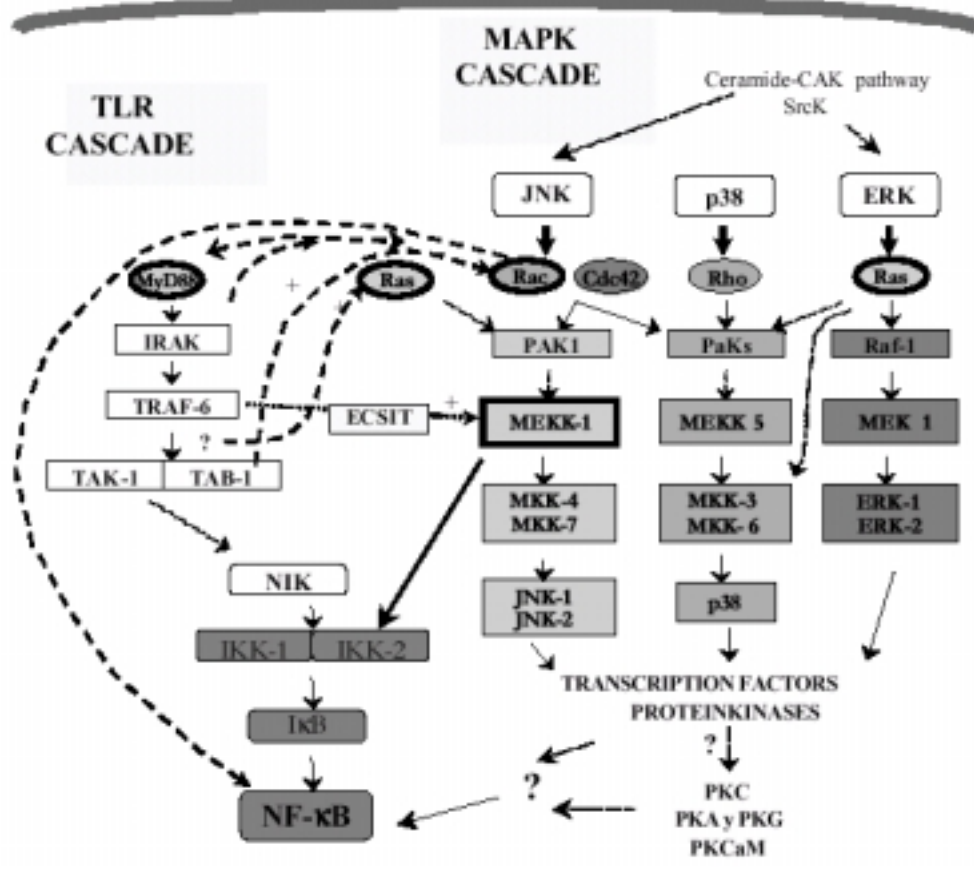 MAPK
CASCADE
Ceramide-CAK pathway
SrcK
TLR
CASCADE
JNK
p38
ERK
MyD88
Ras
Rac
Cdc42
Rho
Ras
+
+
IRAK
PAK1
PaKs
Raf-1
TRAF-6
ECSIT
+
MEKK-1
MEKK 5
MEK 1
?
TAK-1
TAB-1
MKK-4
MKK-7
MKK-3
MKK- 6
ERK-1
ERK-2
NIK
JNK-1
JNK-2
p38
IKK-1
IKK-2
TRANSCRIPTION FACTORS
PROTEINKINASES
IκB
?
?
PKC
PKA y PKG
PKCaM
NF-κB